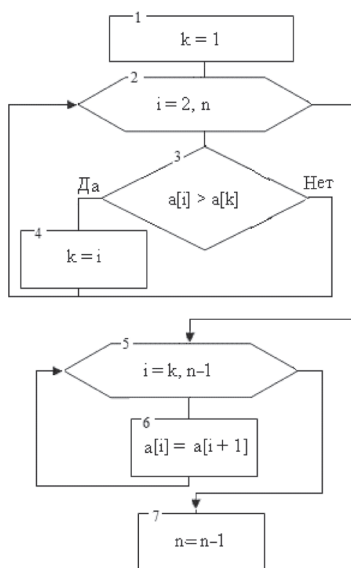 1
k = 1
2
i = 2, n
3
Да
Нет
a[i] > a[k]
4
k = i
5
i = k, n–1
6
a[i] = a[i + 1]
7
n=n–1